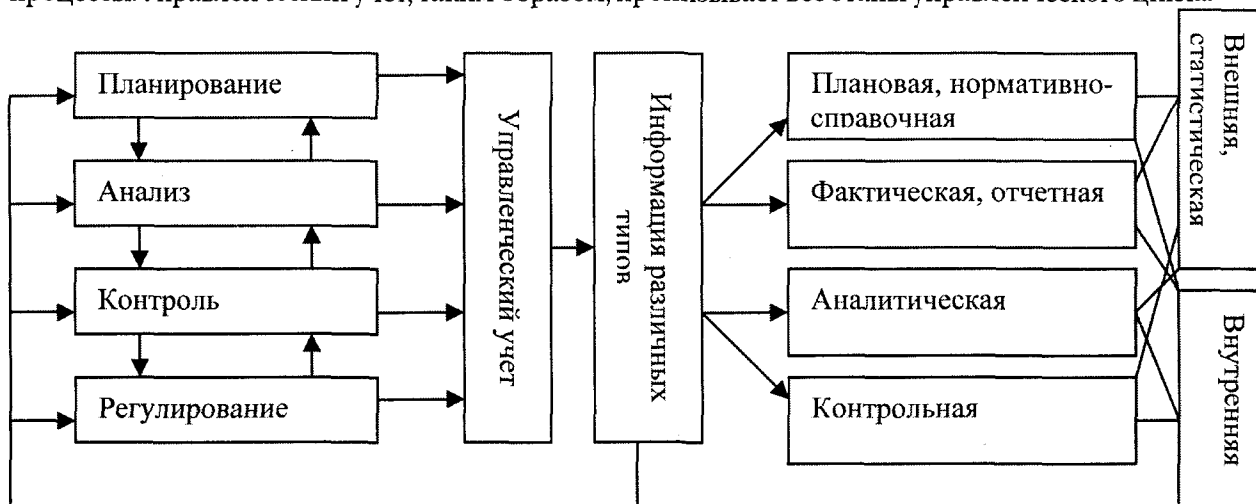 Планирование
Анализ
Контроль
Регулирование
Управленческий учет
Информация различных
типов
Плановая, нормативно-
справочная
Фактическая, отчетная
Аналитическая
Контрольная
Внешняя,
статистическая
Внутренняя